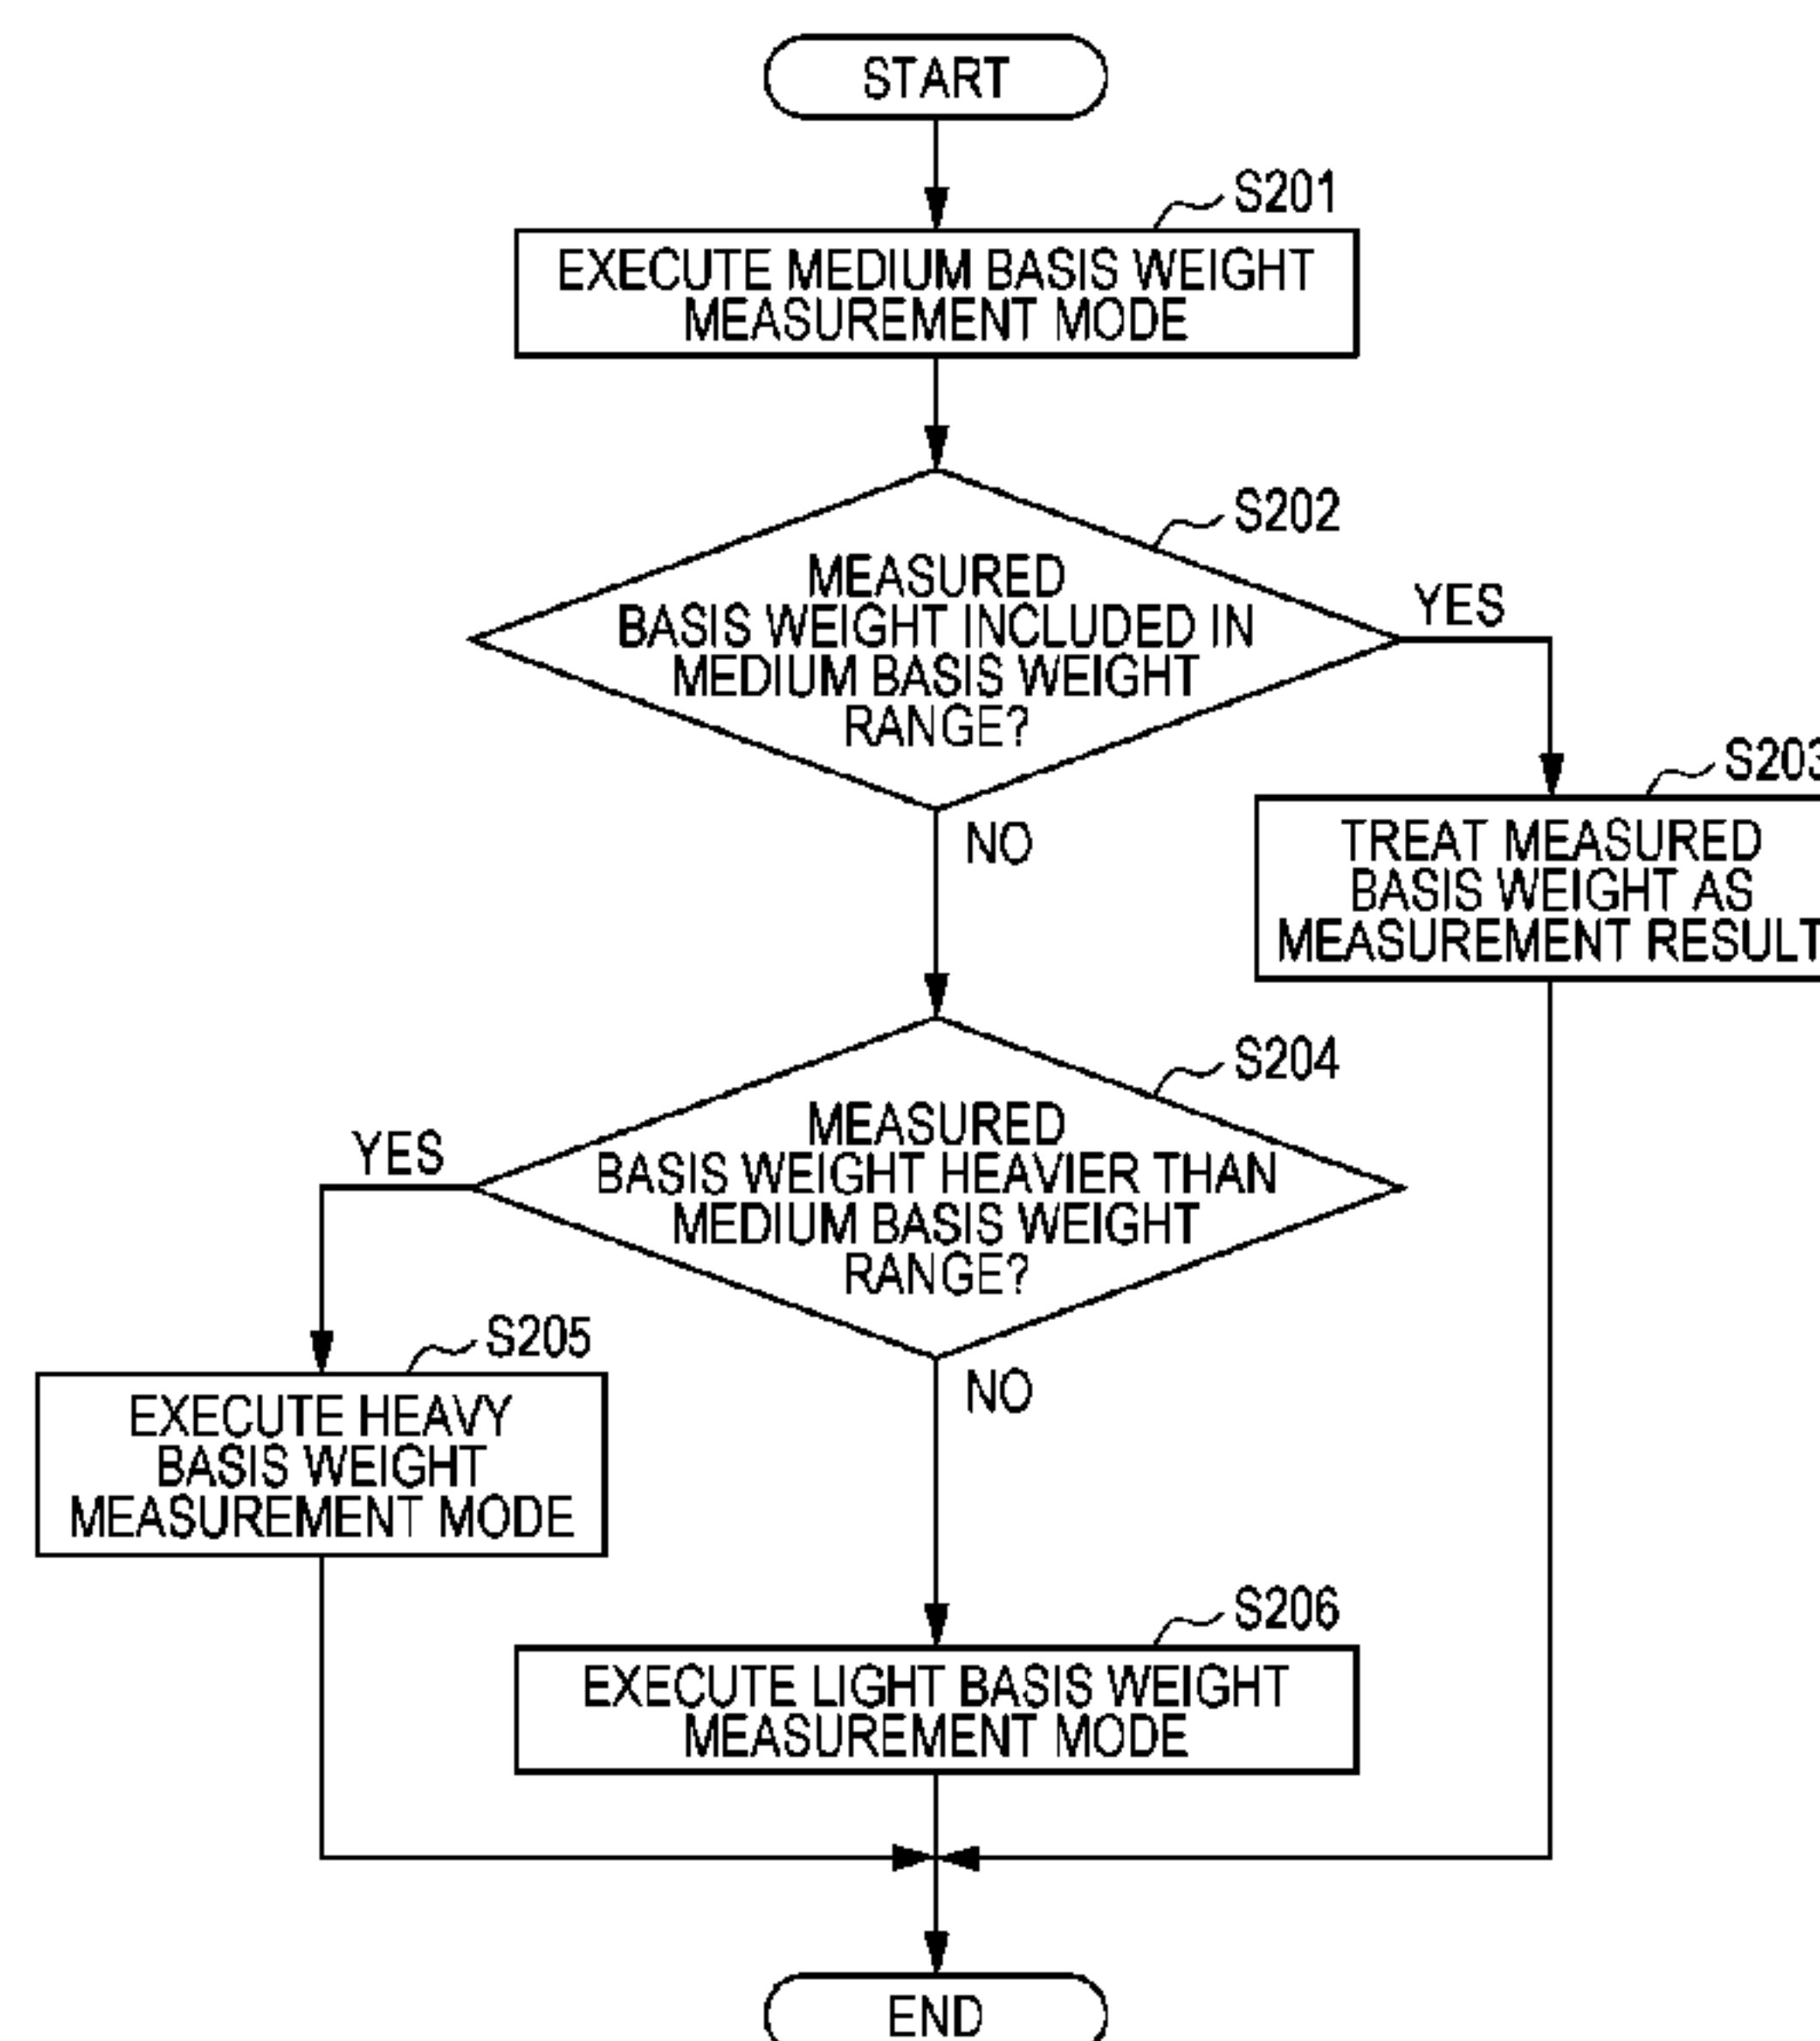 START
S201
EXECUTE MEDIUM BASIS WEIGHT
MEASUREMENT MODE
S202
MEASURED
BASIS WEIGHT INCLUDED IN
MEDIUM BASIS WEIGHT
RANGE?
YES
NO
S203
TREAT MEASURED
BASIS WEIGHT AS
MEASUREMENT RESULT
S204
MEASURED
BASIS WEIGHT HEAVIER THAN
MEDIUM BASIS WEIGHT
RANGE?
YES
NO
S205
EXECUTE HEAVY
BASIS WEIGHT
MEASUREMENT MODE
S206
EXECUTE LIGHT BASIS WEIGHT
MEASUREMENT MODE
END